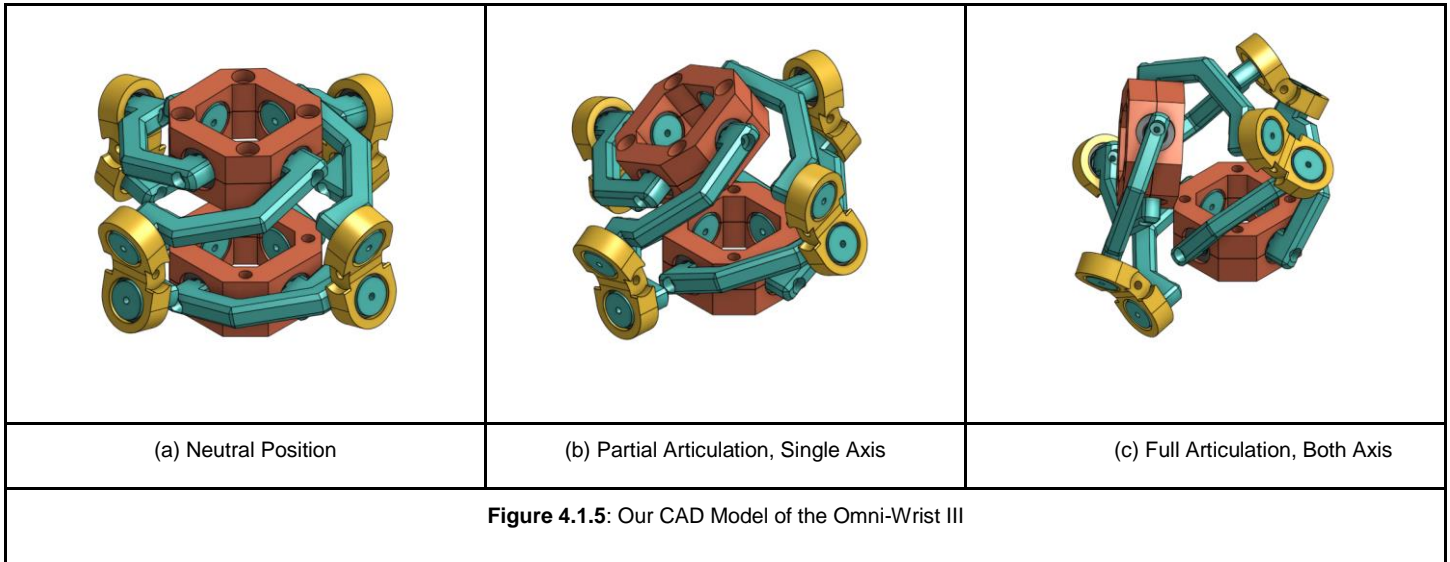 (a) Neutral Position
(b) Partial Articulation, Single Axis
(c) Full Articulation, Both Axis
Figure 4.1.5: Our CAD Model of the Omni-Wrist III